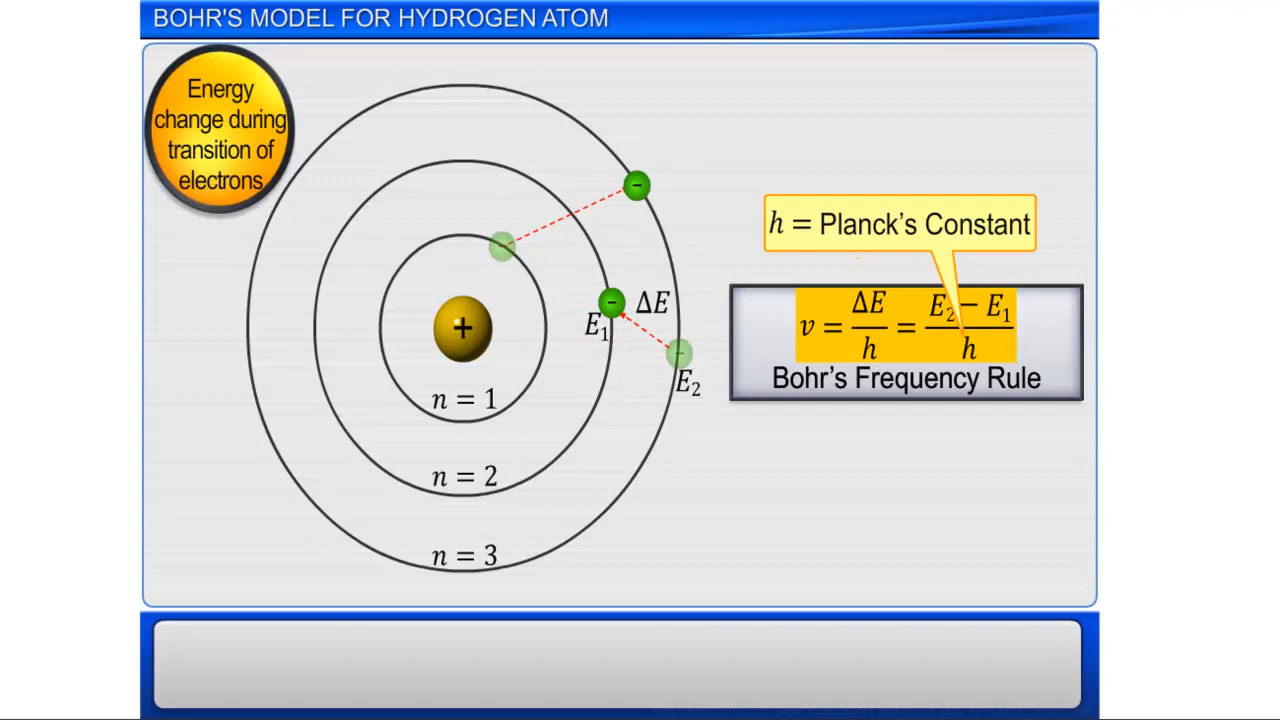 BOHR'S MODEL FOR HYDROGEN ATOM
Energy
change during
transition of
electrons
-
-
+
-
ΔE
E₁
E₂
n = 1
n = 2
n = 3
h = Planck's Constant
v = ΔE/h = E₂ − E₁/h
Bohr's Frequency Rule